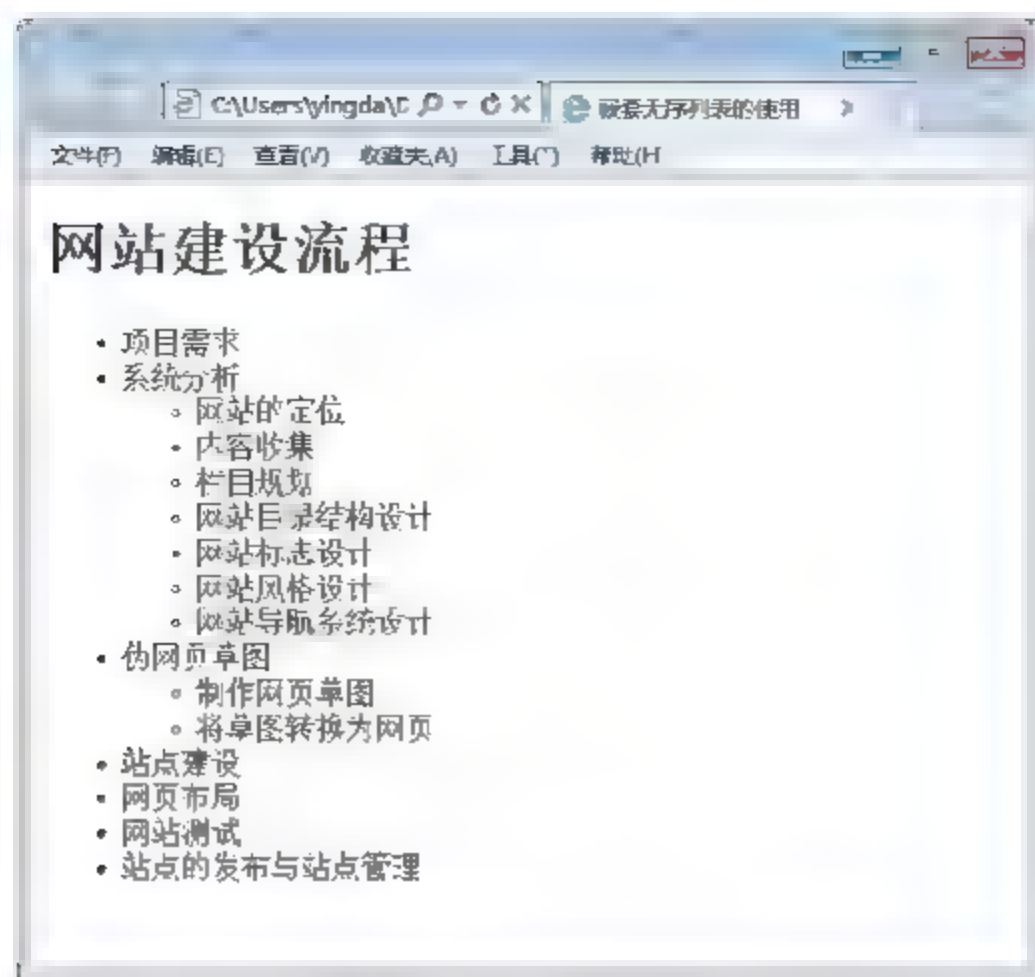 C:\Users\yingda\D
嵌套无序列表的使用
文件(F) 编辑(E) 查看(V) 收藏夹(A) 工具(T) 帮助(H
网站建设流程
• 项目需求
• 系统分析
◦ 网站的定位
◦ 内容收集
◦ 栏目规划
◦ 网站目录结构设计
◦ 网站标志设计
◦ 网站风格设计
◦ 网站导航系统设计
• 伪网页草图
◦ 制作网页草图
◦ 将草图转换为网页
• 站点建设
• 网页布局
• 网站测试
• 站点的发布与站点管理